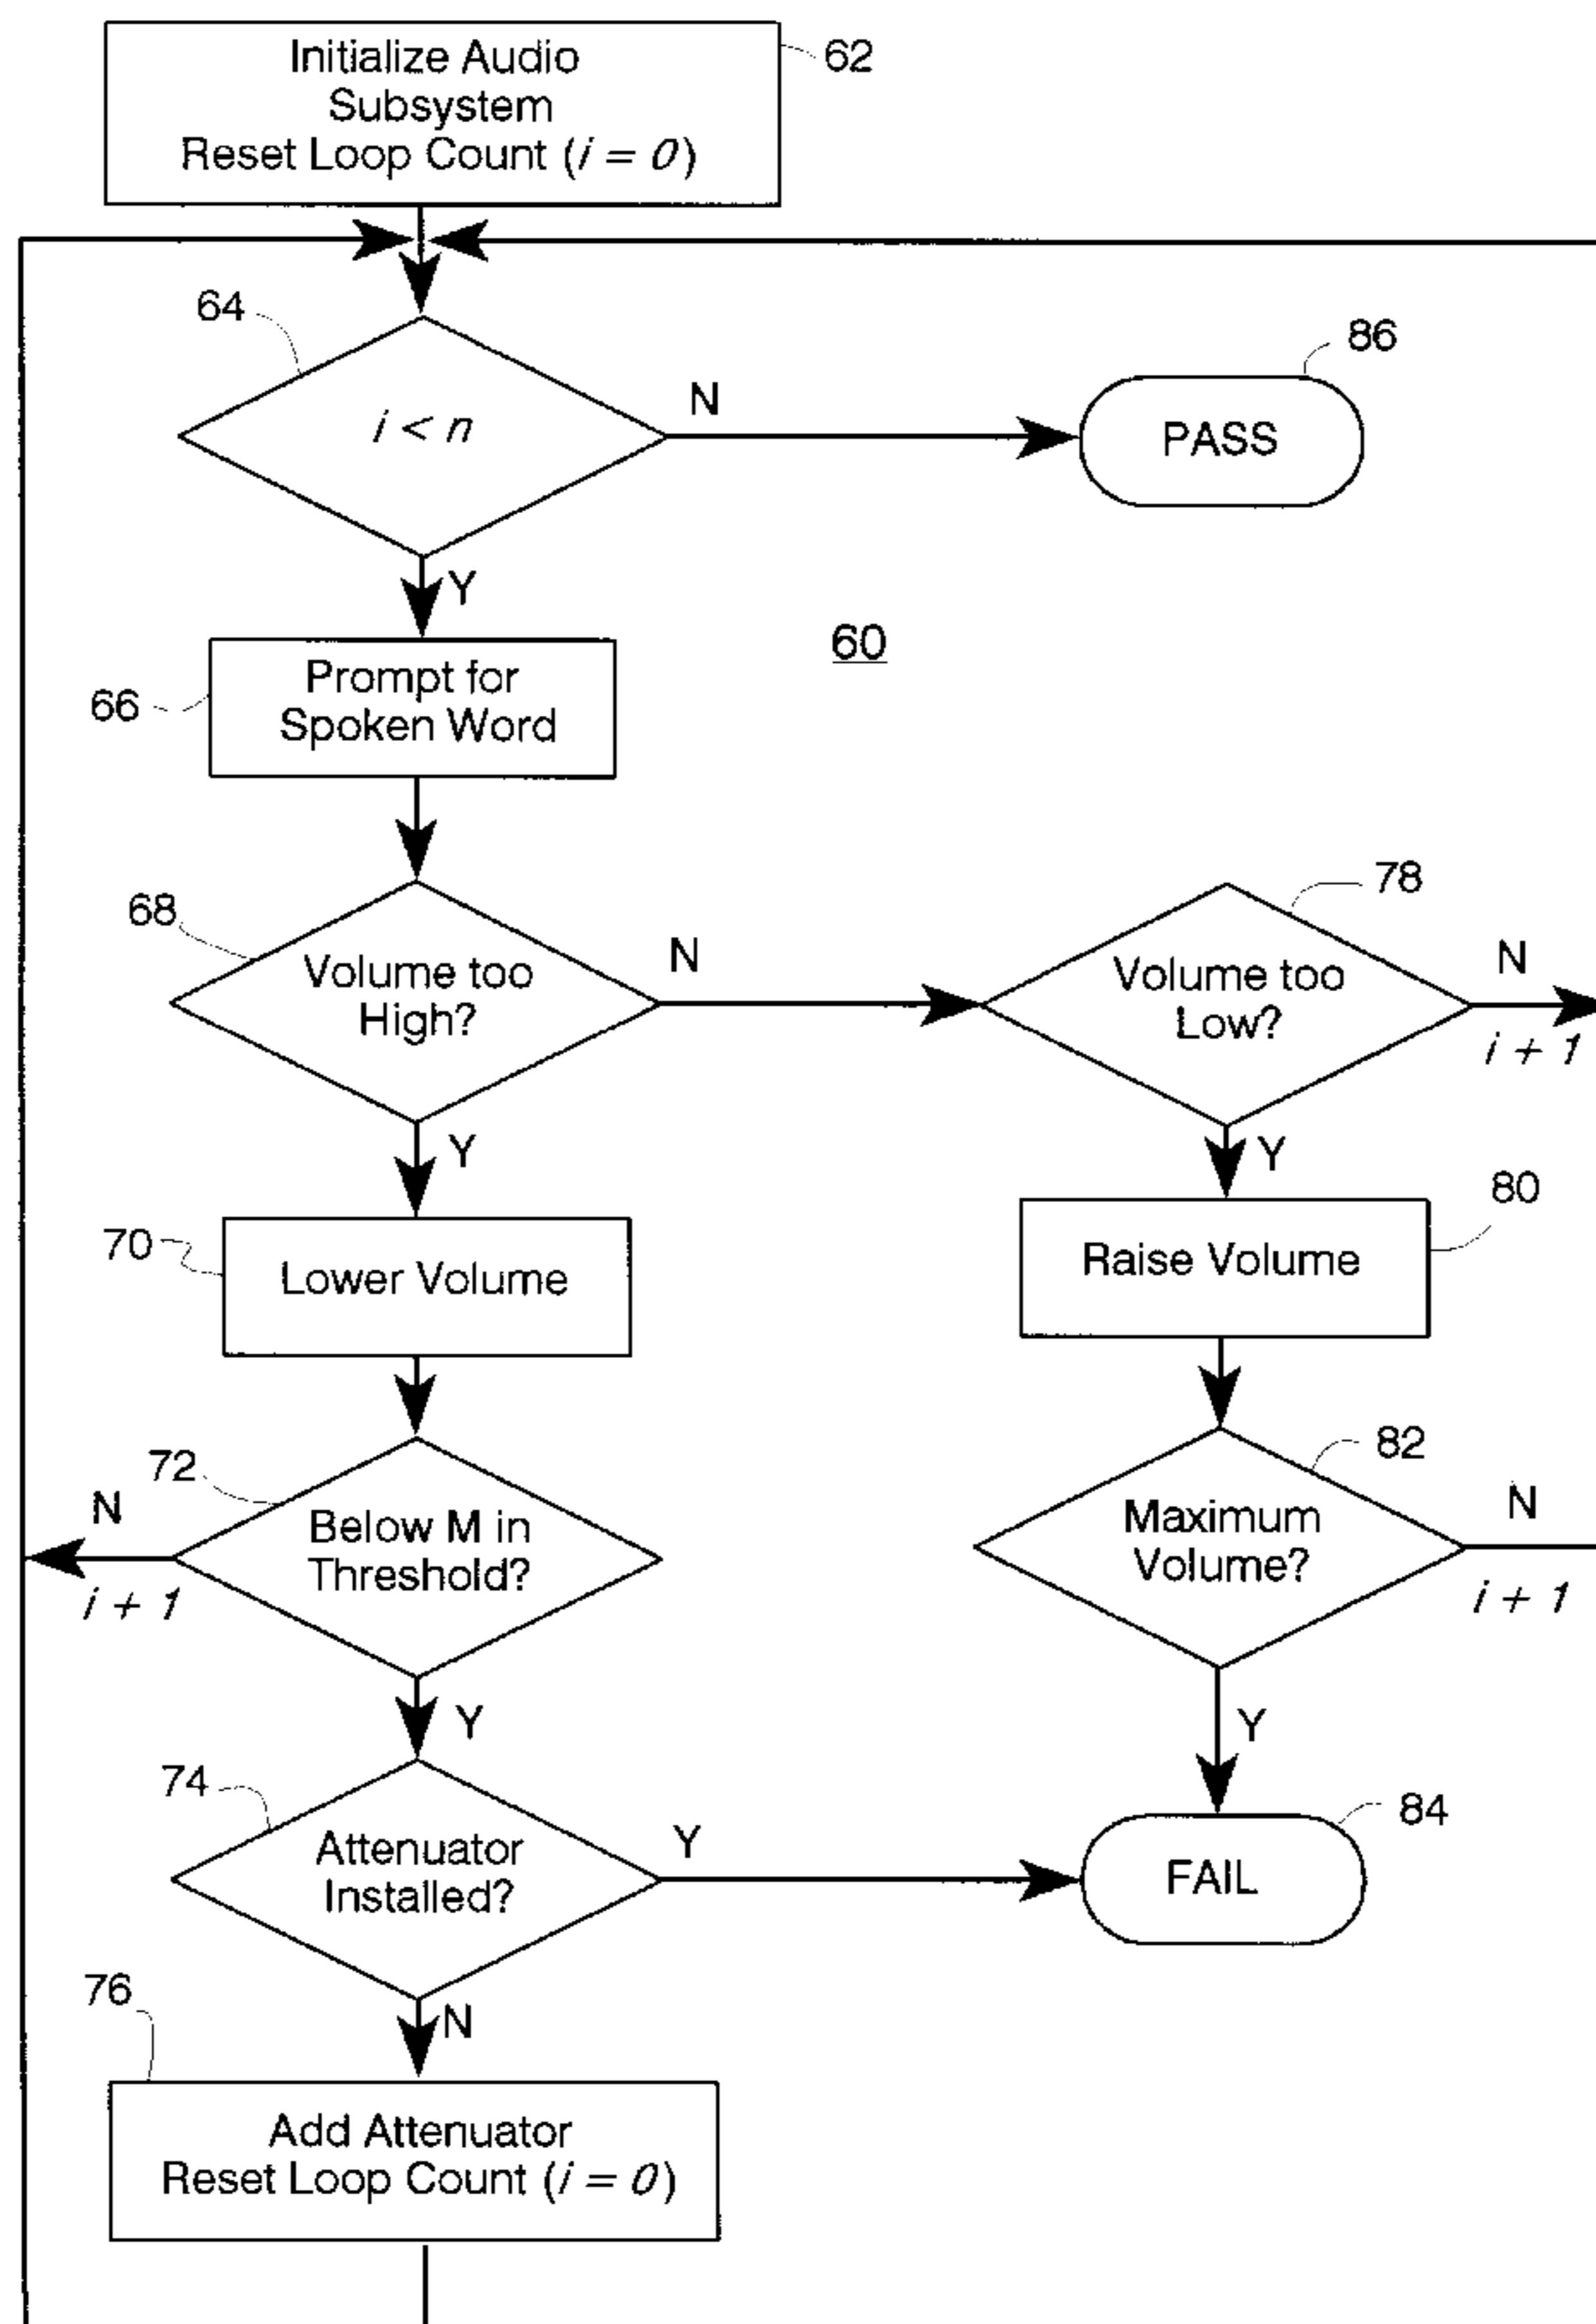 Initialize Audio
Subsystem
Reset Loop Count (i = 0)
62
64
i < n
N
86
PASS
Y
60
66
Prompt for
Spoken Word
68
Volume too
High?
N
78
Volume too
Low?
N
i + 1
Y
Y
70
Lower Volume
80
Raise Volume
72
N
Below M in
Threshold?
i + 1
82
Maximum
Volume?
N
i + 1
Y
Y
74
Attenuator
Installed?
Y
84
FAIL
N
76
Add Attenuator
Reset Loop Count (i = 0)